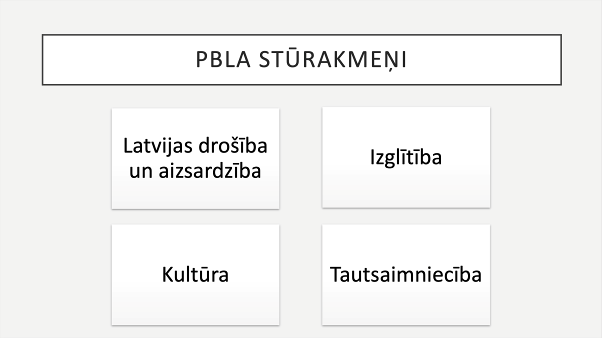 PBLA STŪRAKMEŅI
Latvijas drošība
un aizsardzība
Izglītība
Kultūra
Tautsaimniecība